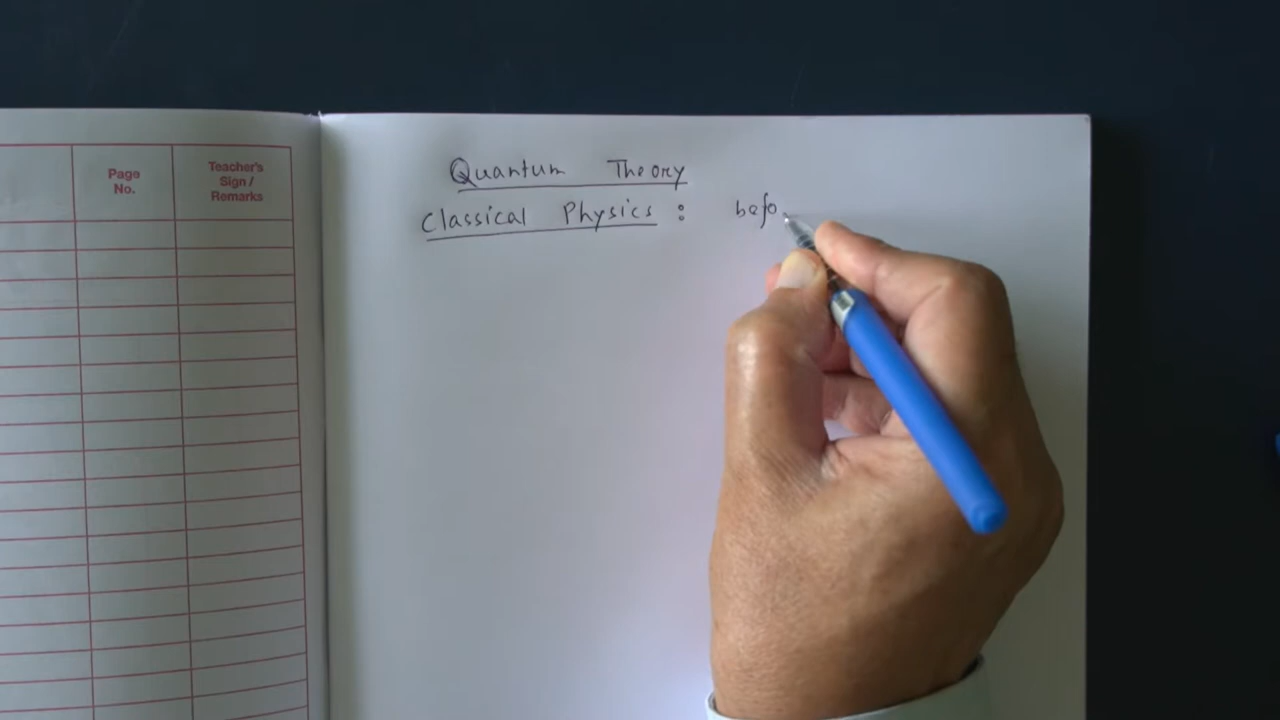 Page
No.
Teacher's
Sign /
Remarks
Quantum Theory
Classical Physics : befo